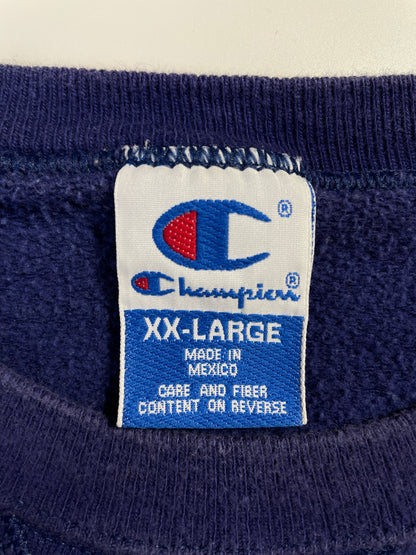 ®
Champion®
XX-LARGE
MADE IN
MEXICO
CARE AND FIBER
CONTENT ON REVERSE